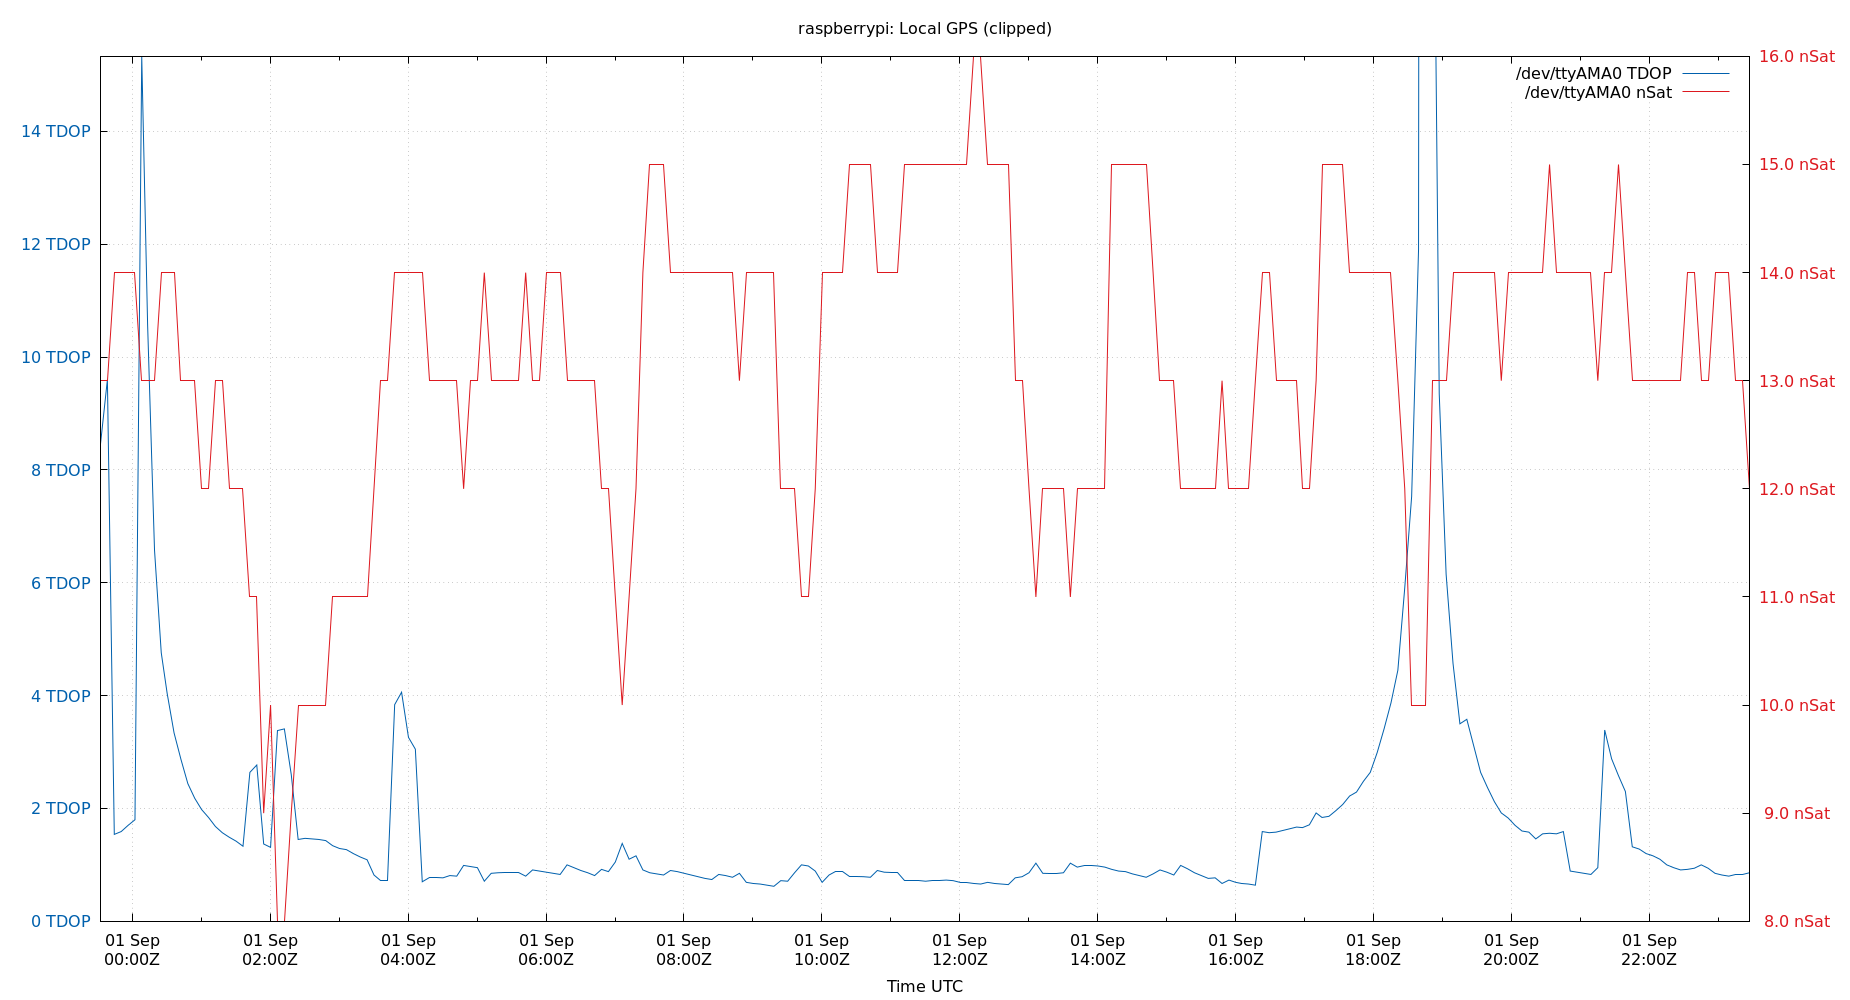 raspberrypi: Local GPS (clipped)
16.0 nSat
/dev/ttyAMA0 TDOP
/dev/ttyAMA0 nSat
14 TDOP
15.0 nSat
12 TDOP
14.0 nSat
10 TDOP
13.0 nSat
8 TDOP
12.0 nSat
6 TDOP
11.0 nSat
4 TDOP
10.0 nSat
2 TDOP
9.0 nSat
0 TDOP
8.0 nSat
01 Sep 01 Sep 01 Sep 01 Sep 01 Sep 01 Sep 01 Sep 01 Sep 01 Sep 01 Sep 01 Sep 01 Sep
00:00Z 02:00Z 04:00Z 06:00Z 08:00Z 10:00Z 12:00Z 14:00Z 16:00Z 18:00Z 20:00Z 22:00Z
Time UTC